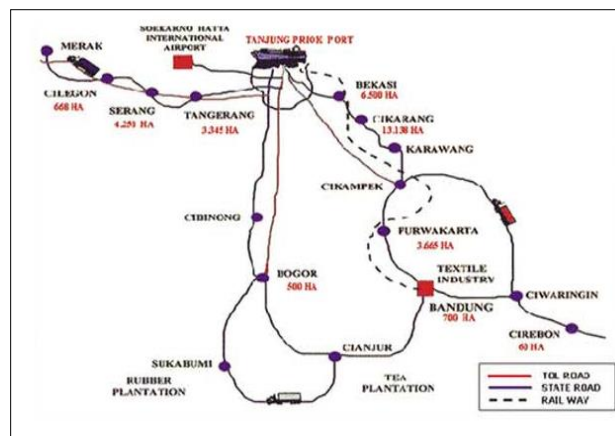 SOEKARNO HATTA
INTERNATIONAL
AIRPORT
TANJUNG PRIOK PORT
MERAK
CILEGON
668 HA
SERANG
4.250 HA
TANGERANG
3.345 HA
BEKASI
6.500 HA
CIKARANG
13.138 HA
KARAWANG
CIKAMPEK
CIBINONG
FURWAKARTA
3.665 HA
TEXTILE
INDUSTRY
BOGOR
500 HA
BANDUNG
700 HA
CIWARINGIN
CIREBON
60 HA
CIANJUR
SUKABUMI
RUBBER
PLANTATION
TEA
PLANTATION
TOL ROAD
STATE ROAD
RAIL WAY